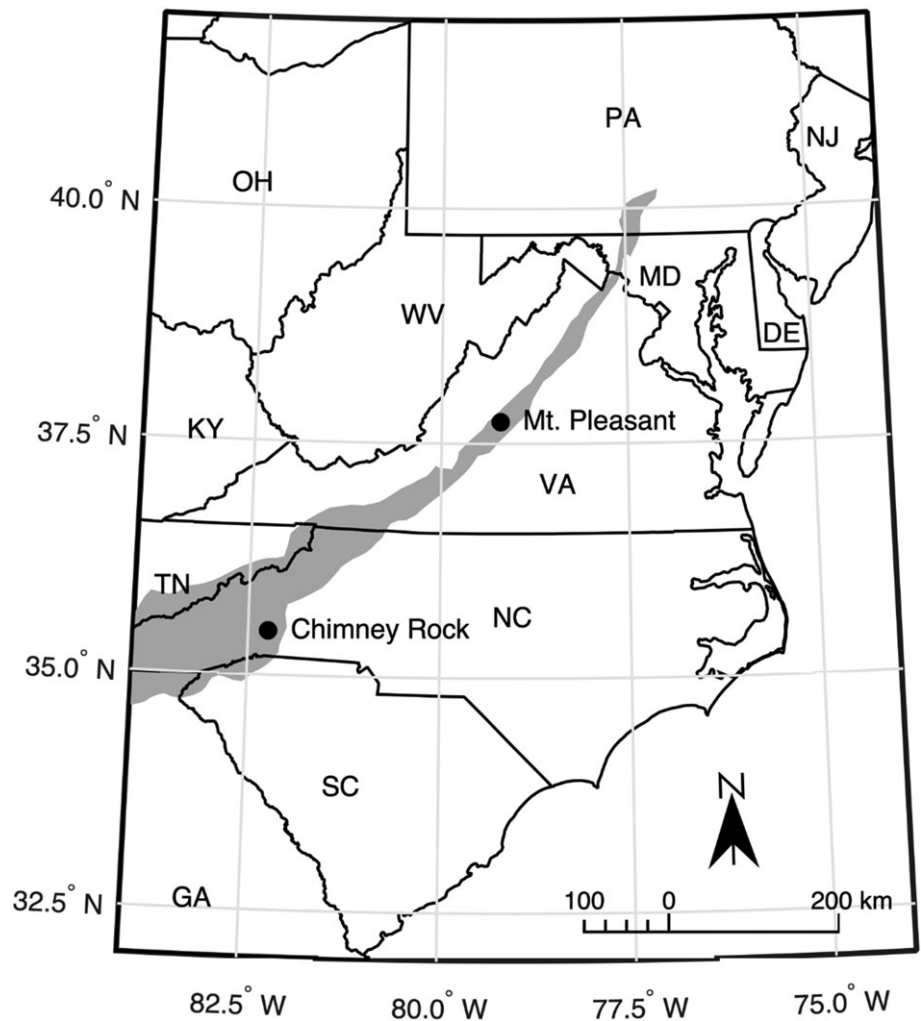 PA
NJ
OH
40.0° N
MD
WV
DE
KY
37.5° N
Mt. Pleasant
VA
TN
Chimney Rock
NC
35.0° N
SC
N
GA
32.5° N
100 0 200 km
82.5° W 80.0° W 77.5° W 75.0° W